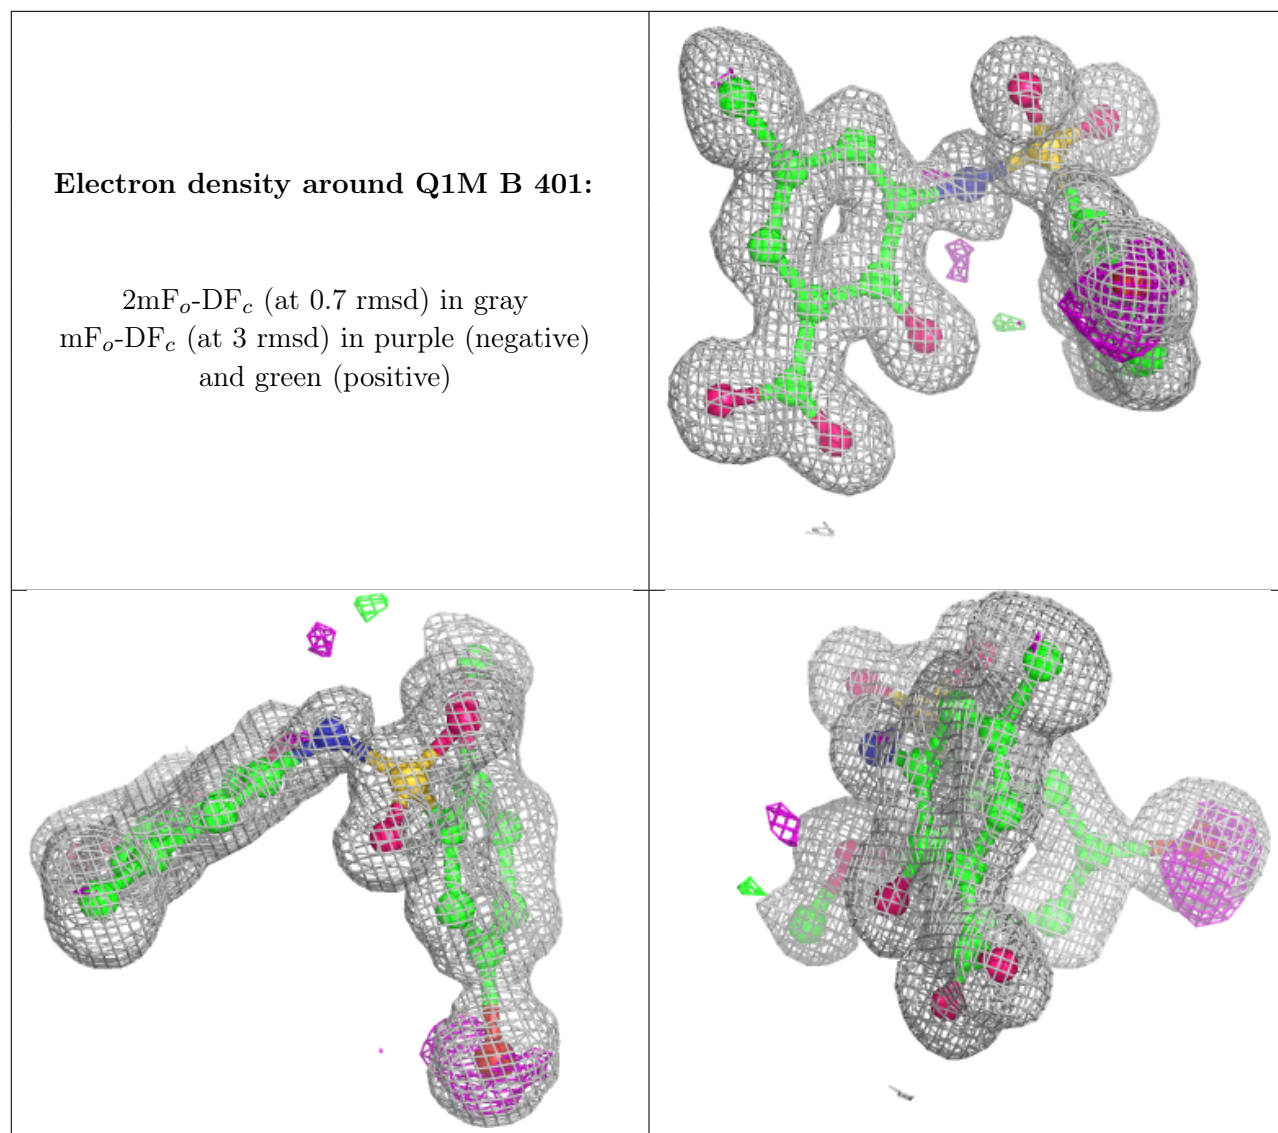 Electron density around Q1M B 401:
2mFₒ-DF𝒸 (at 0.7 rmsd) in gray
mFₒ-DF𝒸 (at 3 rmsd) in purple (negative)
and green (positive)